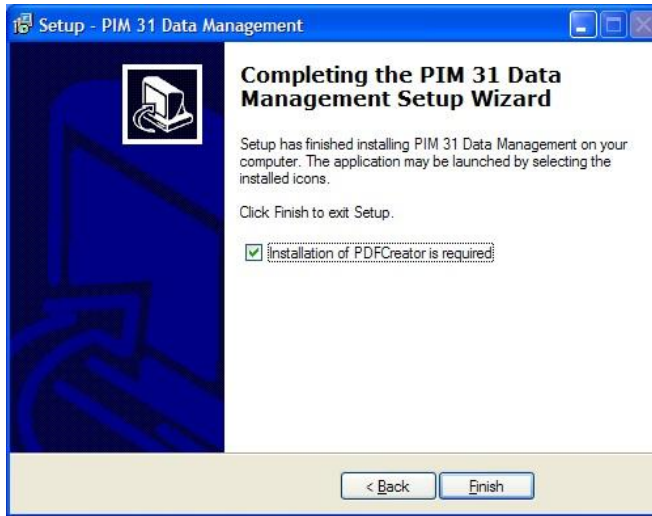 Setup - PIM 31 Data Management
Completing the PIM 31 Data
Management Setup Wizard
Setup has finished installing PIM 31 Data Management on your
computer. The application may be launched by selecting the
installed icons.
Click Finish to exit Setup.
Installation of PDFCreator is required
< Back
Finish